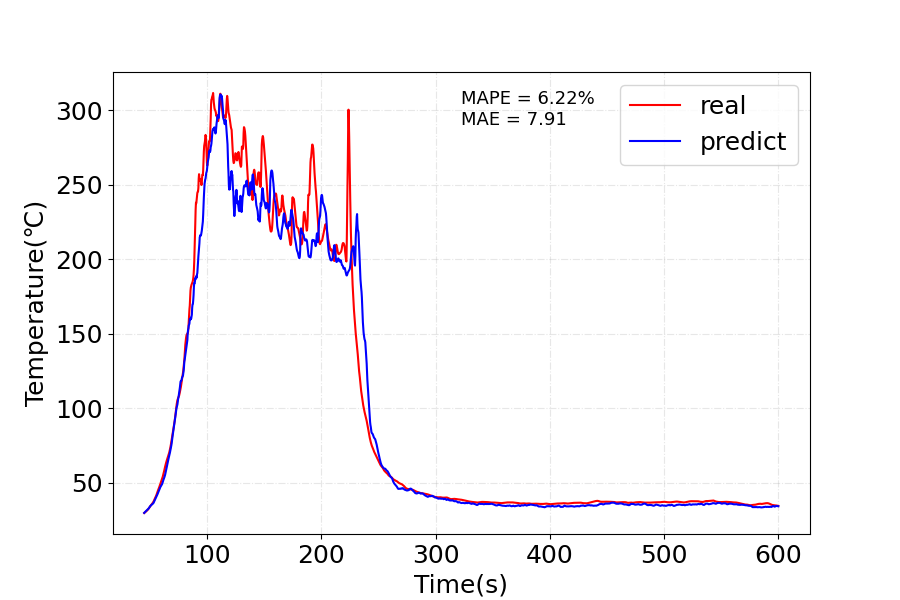 MAPE = 6.22%
MAE = 7.91
real
predict
300
250
200
150
100
50
Temperature(℃)
100 200 300 400 500 600
Time(s)